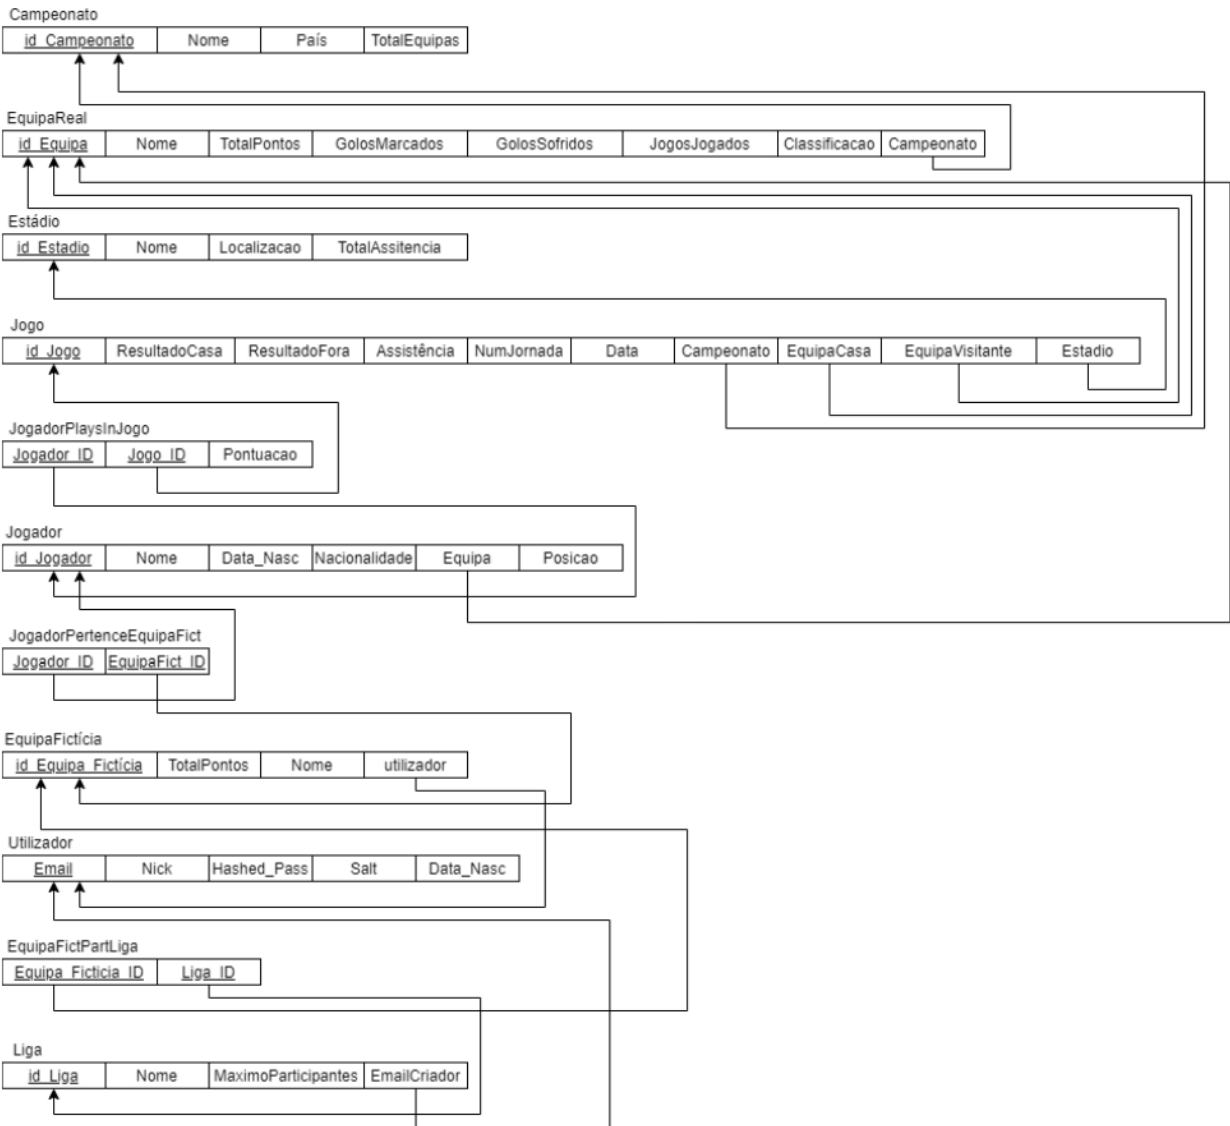 Campeonato
id_Campeonato Nome País TotalEquipas
EquipaReal
id_Equipa Nome TotalPontos GolosMarcados GolosSofridos JogosJogados Classificacao Campeonato
Estádio
id_Estadio Nome Localizacao TotalAssitencia
Jogo
id_Jogo ResultadoCasa ResultadoFora Assistência NumJornada Data Campeonato EquipaCasa EquipaVisitante Estadio
JogadorPlaysInJogo
Jogador_ID Jogo_ID Pontuacao
Jogador
id_Jogador Nome Data_Nasc Nacionalidade Equipa Posicao
JogadorPertenceEquipaFict
Jogador_ID EquipaFict_ID
EquipaFictícia
id_Equipa_Fictícia TotalPontos Nome utilizador
Utilizador
Email Nick Hashed_Pass Salt Data_Nasc
EquipaFictPartLiga
Equipa_Ficticia_ID Liga_ID
Liga
id_Liga Nome MaximoParticipantes EmailCriador